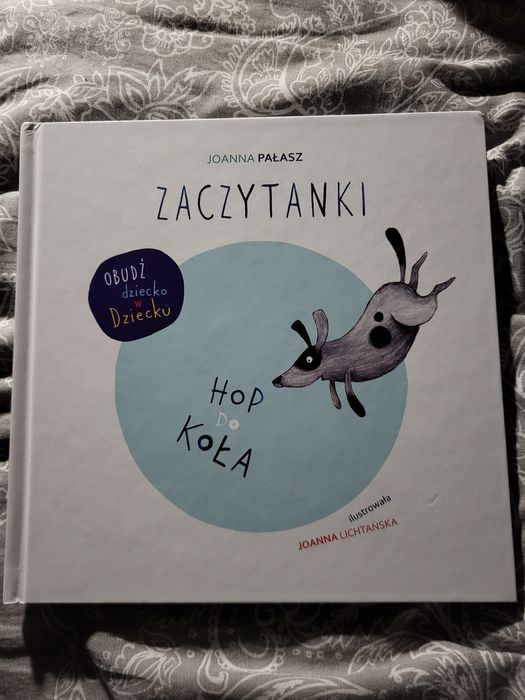 JOANNA PAŁASZ
ZACZYTANKI
OBUDŹ
dziecko
w
Dziecku
HOP
DO
KOŁA
ilustrowała
JOANNA LICHTAŃSKA